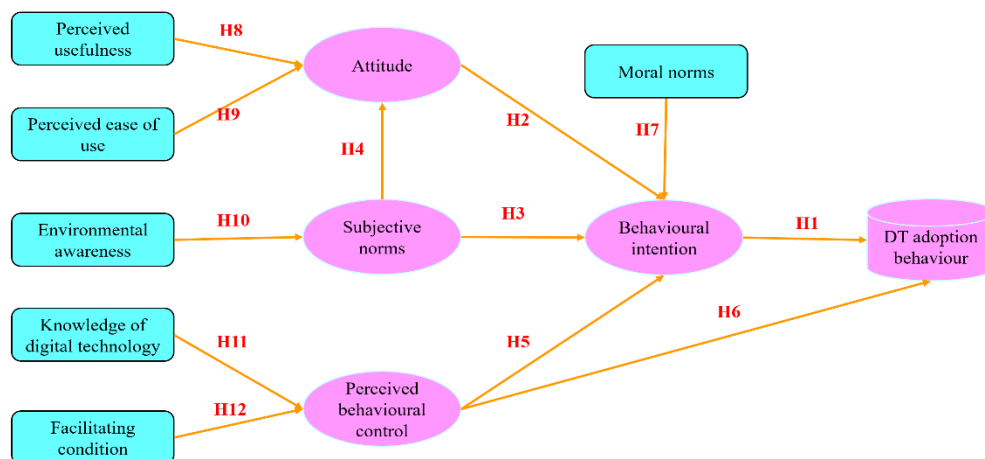 Perceived
usefulness
H8
Attitude
Moral norms
H9
Perceived ease of
use
H2
H7
H4
Environmental
awareness
H10
Subjective
norms
H3
Behavioural
intention
H1
DT adoption
behaviour
Knowledge of
digital technology
H11
H5
H6
Perceived
behavioural
control
H12
Facilitating
condition